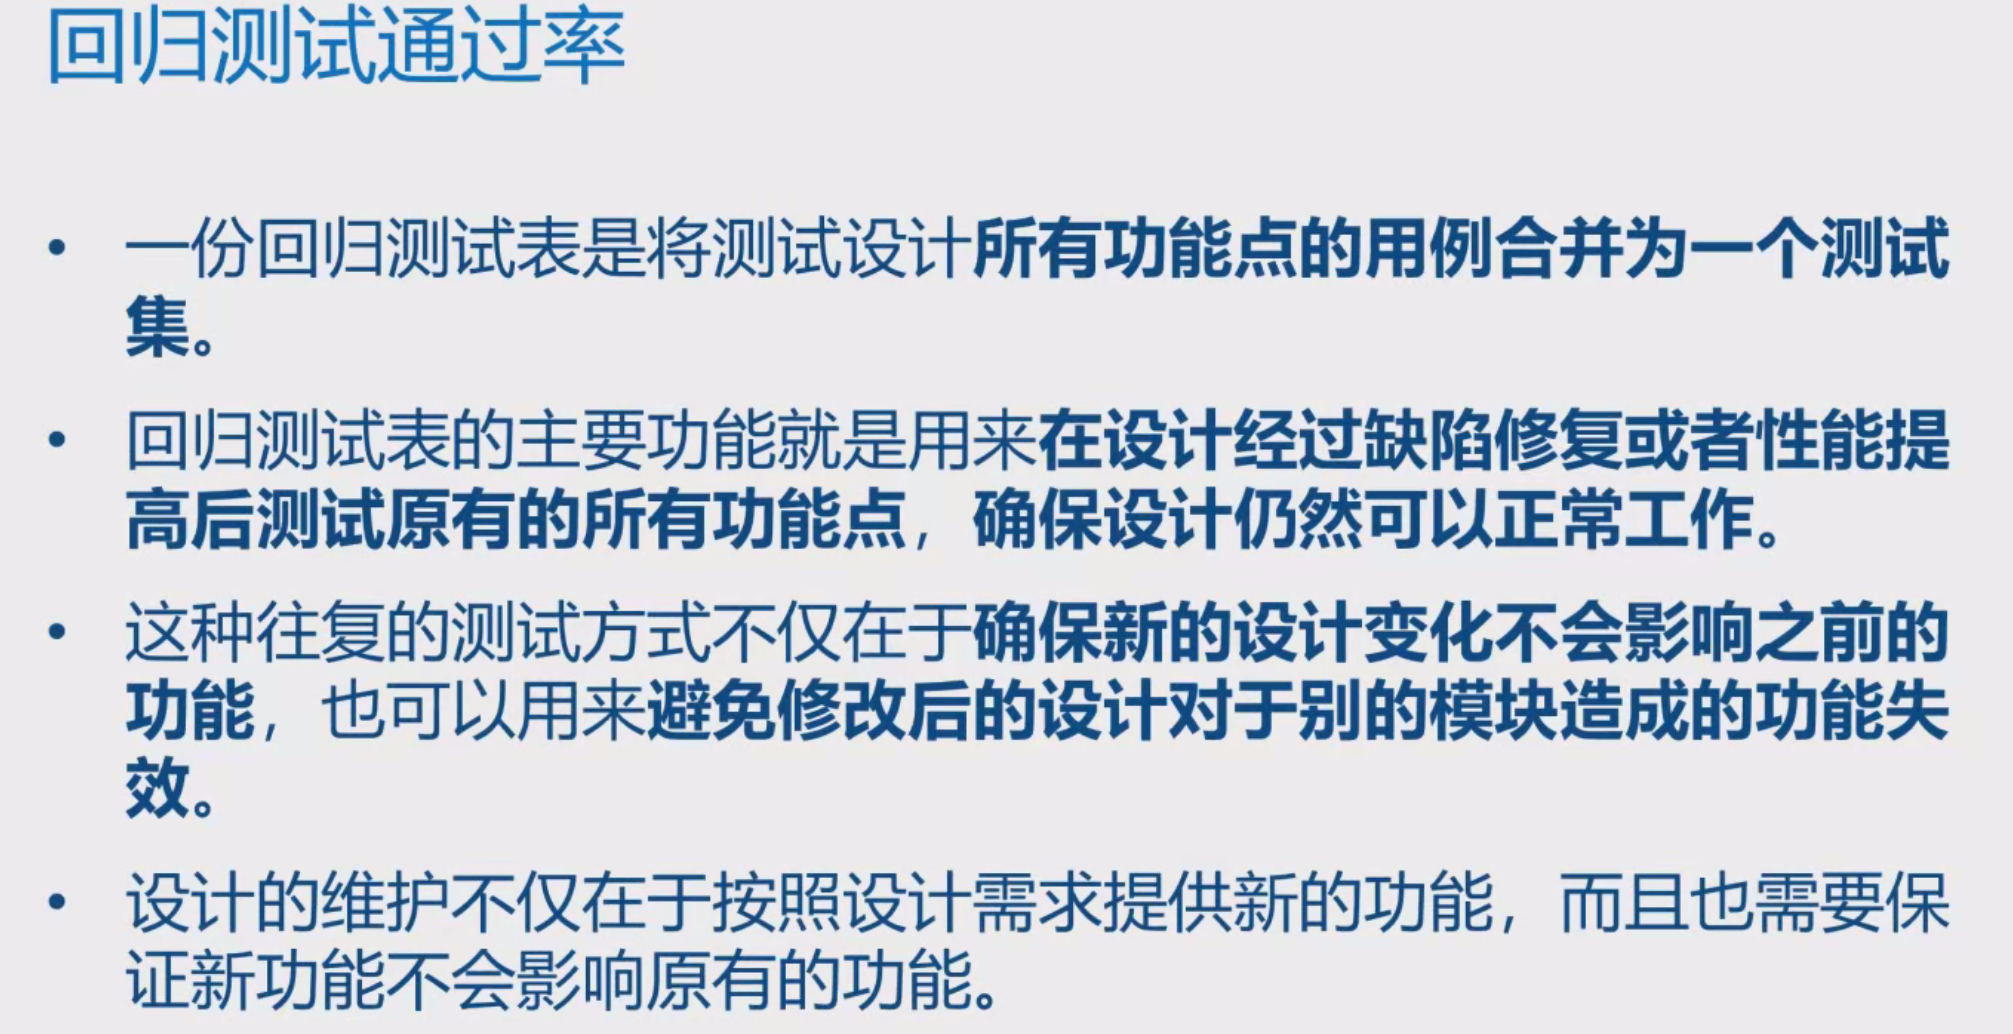 回归测试通过率
• 一份回归测试表是将测试设计所有功能点的用例合并为一个测试
集。
• 回归测试表的主要功能就是用来在设计经过缺陷修复或者性能提
高后测试原有的所有功能点，确保设计仍然可以正常工作。
• 这种往复的测试方式不仅在于确保新的设计变化不会影响之前的
功能，也可以用来避免修改后的设计对于别的模块造成的功能失
效。
• 设计的维护不仅在于按照设计需求提供新的功能，而且也需要保
证新功能不会影响原有的功能。